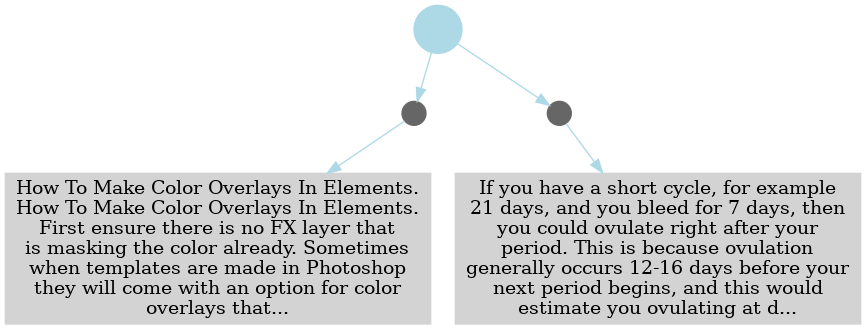 How To Make Color Overlays In Elements.
How To Make Color Overlays In Elements.
First ensure there is no FX layer that
is masking the color already. Sometimes
when templates are made in Photoshop
they will come with an option for color
overlays that...
If you have a short cycle, for example
21 days, and you bleed for 7 days, then
you could ovulate right after your
period. This is because ovulation
generally occurs 12-16 days before your
next period begins, and this would
estimate you ovulating at d...